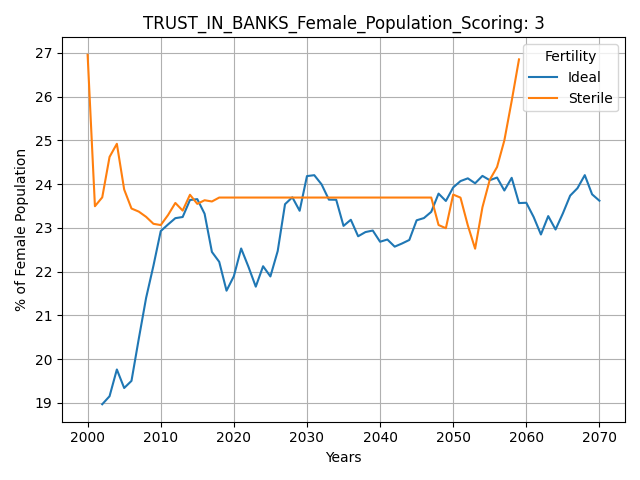 TRUST_IN_BANKS_Female_Population_Scoring: 3
Fertility
Ideal
Sterile
% of Female Population
27
26
25
24
23
22
21
20
19
2000 2010 2020 2030 2040 2050 2060 2070
Years